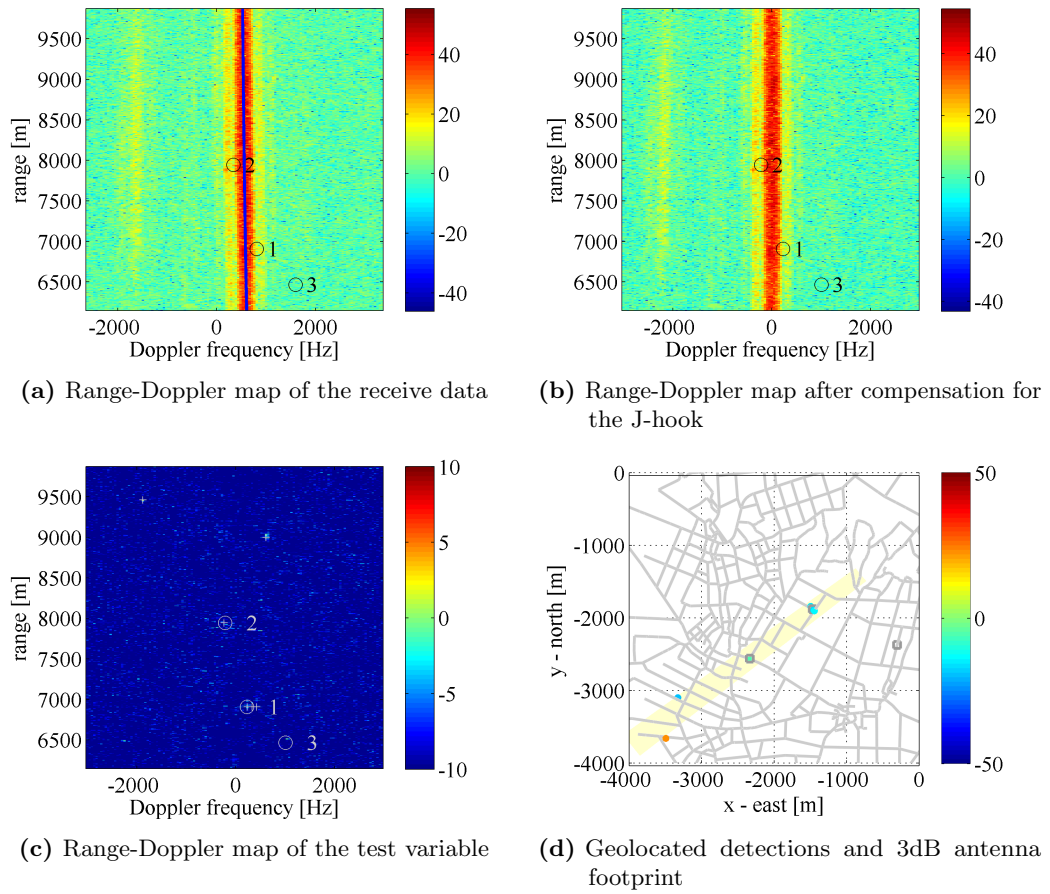 9500
9000
8500
8000
7500
7000
6500
range [m]
-2000 0 2000
Doppler frequency [Hz]
2
1
3
40
20
0
-20
-40
(a) Range-Doppler map of the receive data
9500
9000
8500
8000
7500
7000
6500
range [m]
-2000 0 2000
Doppler frequency [Hz]
2
1
3
40
20
0
-20
-40
(b) Range-Doppler map after compensation for
the J-hook
9500
9000
8500
8000
7500
7000
6500
range [m]
-2000 0 2000
Doppler frequency [Hz]
2
1
3
10
5
0
-5
-10
(c) Range-Doppler map of the test variable
0
-1000
-2000
-3000
-4000
y - north [m]
-4000 -3000 -2000 -1000 0
x - east [m]
50
0
-50
(d) Geolocated detections and 3dB antenna
footprint